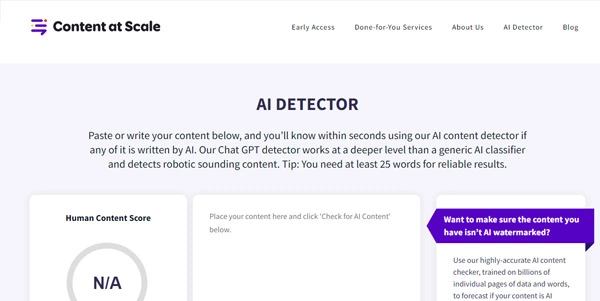 Content at Scale
Early Access
Done-for-You Services
About Us
AI Detector
Blog
AI DETECTOR
Paste or write your content below, and you'll know within seconds using our AI content detector if
any of it is written by AI. Our Chat GPT detector works at a deeper level than a generic AI classifier
and detects robotic sounding content. Tip: You need at least 25 words for reliable results.
Human Content Score
N/A
Place your content here and click 'Check for AI Content'
below.
Want to make sure the content you
have isn't AI watermarked?
Use our highly-accurate AI content
checker, trained on billions of
individual pages of data and words,
to forecast if your content is AI